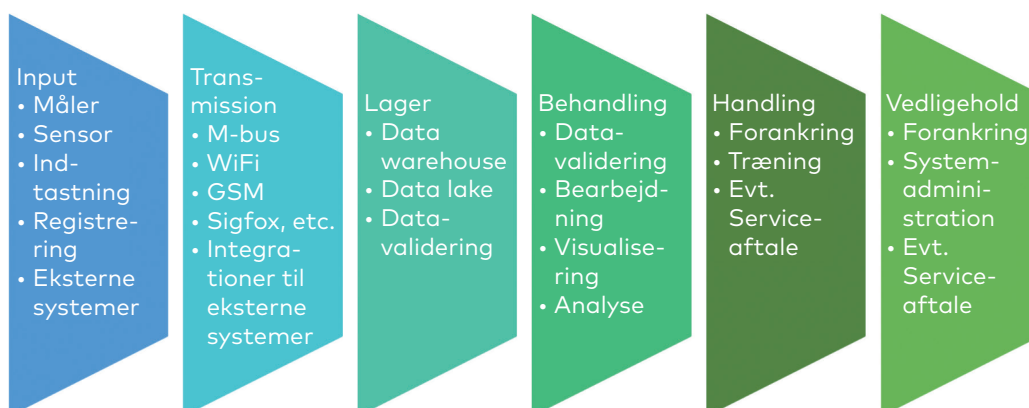 Input
• Måler
• Sensor
• Ind-
tastning
• Registre-
ring
• Eksterne
systemer
Trans-
mission
• M-bus
• WiFi
• GSM
• Sigfox, etc.
• Integra-
tioner til
eksterne
systemer
Lager
• Data
warehouse
• Data lake
• Data-
validering
Behandling
• Data-
validering
• Bearbejd-
ning
• Visualise-
ring
• Analyse
Handling
• Forankring
• Træning
• Evt.
Service-
aftale
Vedligehold
• Forankring
• System-
admini-
stration
• Evt.
Service-
aftale